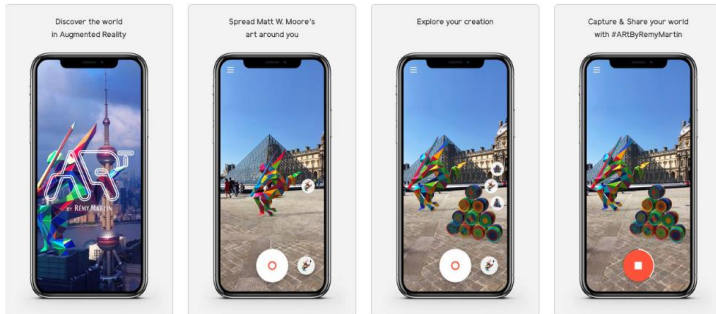 Discover the world
in Augmented Reality
Spread Matt W. Moore's
art around you
Explore your creation
Capture & Share your world
with #ARtByRemyMartin
ART
BY RÉMY MARTIN